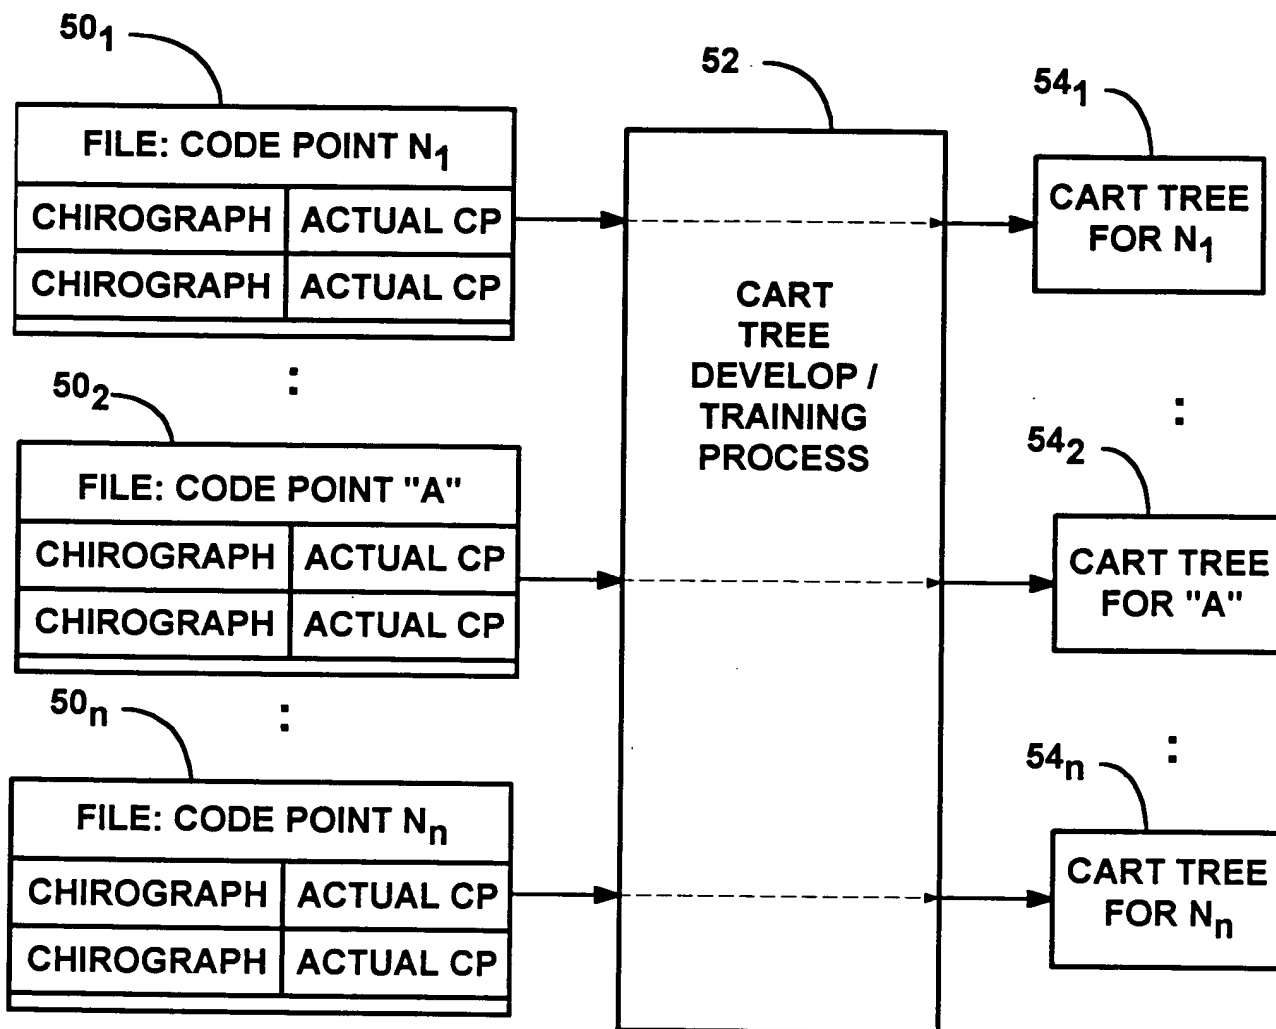 50₁
FILE: CODE POINT N₁
CHIROGRAPH ACTUAL CP
CHIROGRAPH ACTUAL CP
:
50₂
FILE: CODE POINT "A"
CHIROGRAPH ACTUAL CP
CHIROGRAPH ACTUAL CP
:
50ₙ
FILE: CODE POINT Nₙ
CHIROGRAPH ACTUAL CP
CHIROGRAPH ACTUAL CP
52
CART
TREE
DEVELOP /
TRAINING
PROCESS
54₁
CART TREE
FOR N₁
:
54₂
CART TREE
FOR "A"
:
54ₙ
CART TREE
FOR Nₙ